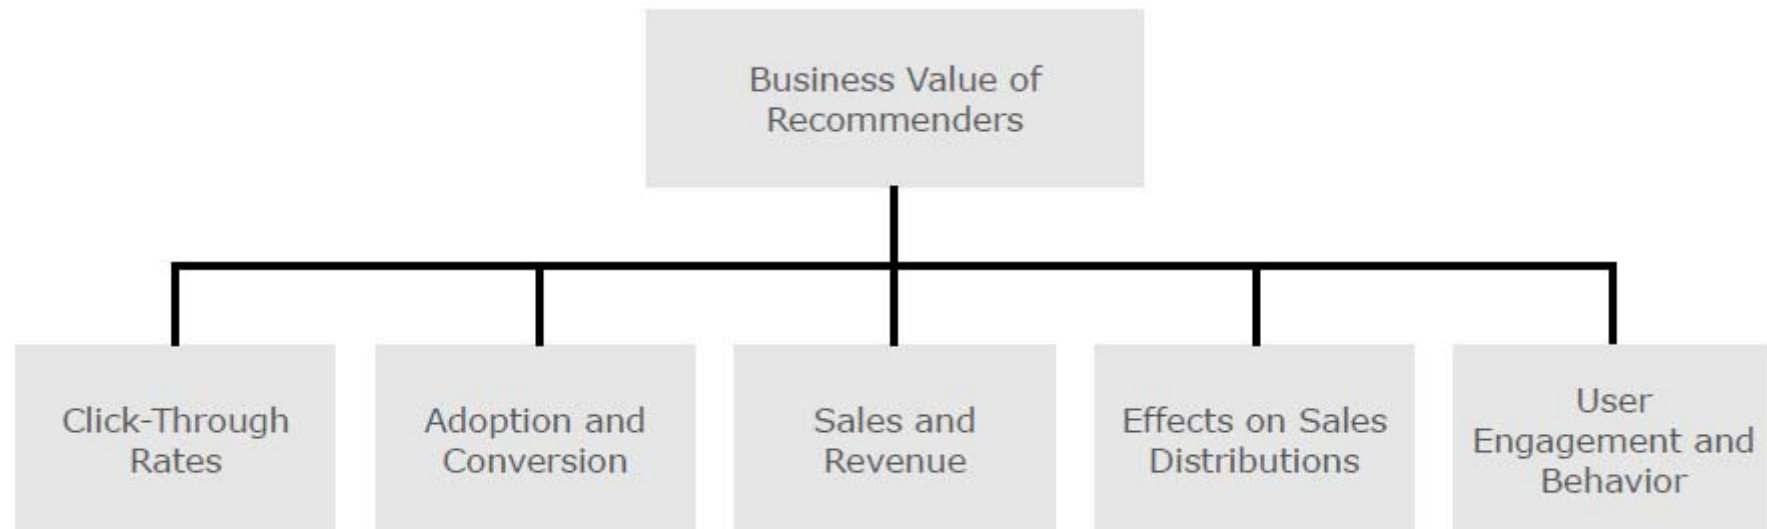 Business Value of
Recommenders
Click-Through
Rates
Adoption and
Conversion
Sales and
Revenue
Effects on Sales
Distributions
User
Engagement and
Behavior